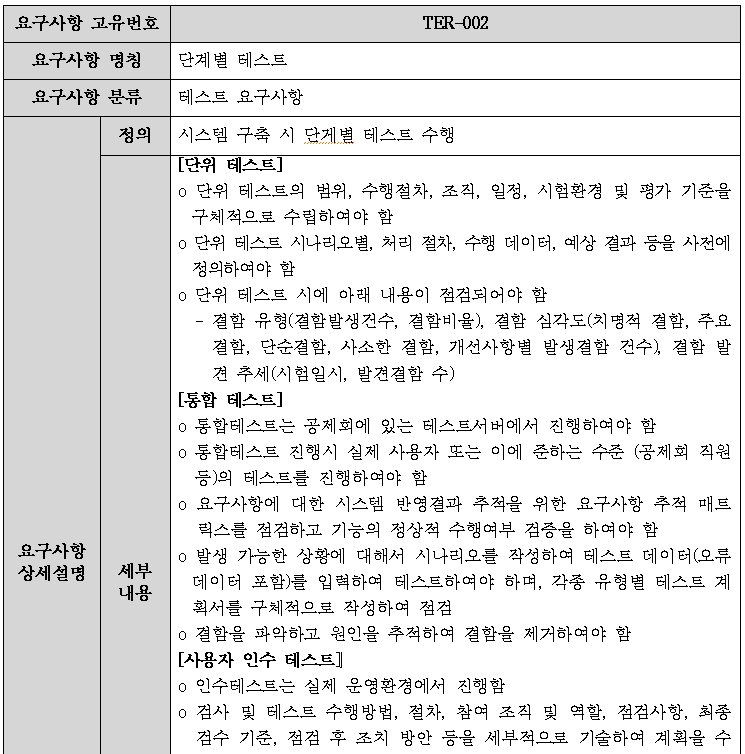 요구사항 고유번호 TER-002
요구사항 명칭 단계별 테스트
요구사항 분류 테스트 요구사항
정의 시스템 구축 시 단게별 테스트 수행
요구사항
상세설명
세부
내용
[단위 테스트]
o 단위 테스트의 범위, 수행절차, 조직, 일정, 시험환경 및 평가 기준을
구체적으로 수립하여야 함
o 단위 테스트 시나리오별, 처리 절차, 수행 데이터, 예상 결과 등을 사전에
정의하여야 함
o 단위 테스트 시에 아래 내용이 점검되어야 함
- 결함 유형(결함발생건수, 결함비율), 결함 심각도(치명적 결함, 주요
결함, 단순결함, 사소한 결함, 개선사항별 발생결함 건수), 결함 발
견 추세(시험일시, 발견결함 수)
[통합 테스트]
o 통합테스트는 공제회에 있는 테스트서버에서 진행하여야 함
o 통합테스트 진행시 실제 사용자 또는 이에 준하는 수준 (공제회 직원
등)의 테스트를 진행하여야 함
o 요구사항에 대한 시스템 반영결과 추적을 위한 요구사항 추적 매트
릭스를 점검하고 기능의 정상적 수행여부 검증을 하여야 함
o 발생 가능한 상황에 대해서 시나리오를 작성하여 테스트 데이터(오류
데이터 포함)를 입력하여 테스트하여야 하며, 각종 유형별 테스트 계
획서를 구체적으로 작성하여 점검
o 결함을 파악하고 원인을 추적하여 결함을 제거하여야 함
[사용자 인수 테스트]
o 인수테스트는 실제 운영환경에서 진행함
o 검사 및 테스트 수행방법, 절차, 참여 조직 및 역할, 점검사항, 최종
검수 기준, 점검 후 조치 방안 등을 세부적으로 기술하여 계획을 수